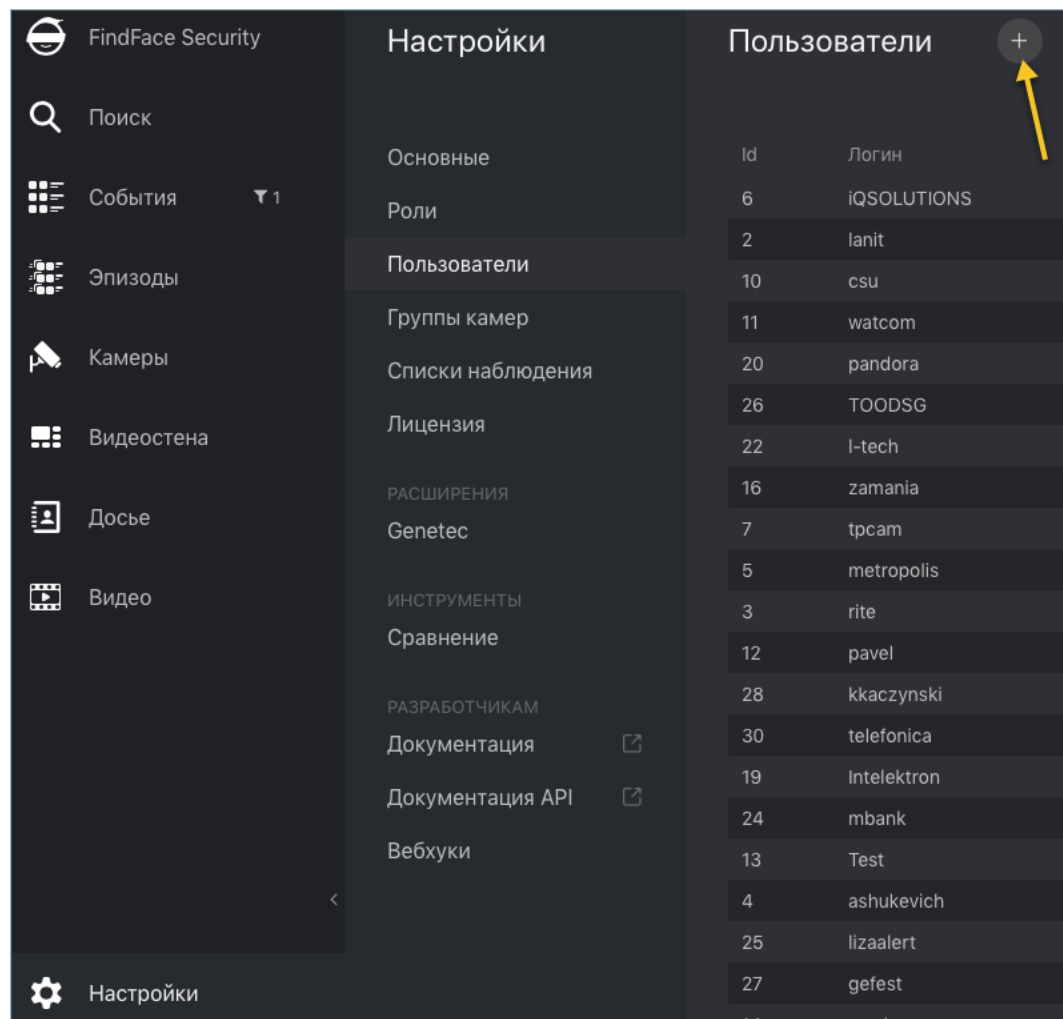 FindFace Security
Поиск
События 1
Эпизоды
Камеры
Видеостена
Досье
Видео
Настройки
Настройки
Основные
Роли
Пользователи
Группы камер
Списки наблюдения
Лицензия
РАСШИРЕНИЯ
Genetec
ИНСТРУМЕНТЫ
Сравнение
РАЗРАБОТЧИКАМ
Документация
Документация API
Вебхуки
Пользователи +
Id Логин
6 iQSOLUTIONS
2 lanit
10 csu
11 watcom
20 pandora
26 TOODSG
22 I-tech
16 zamania
7 tpcam
5 metropolis
3 rite
12 pavel
28 kkaczynski
30 telefonica
19 Intelektron
24 mbank
13 Test
4 ashukevich
25 lizaalert
27 gefest